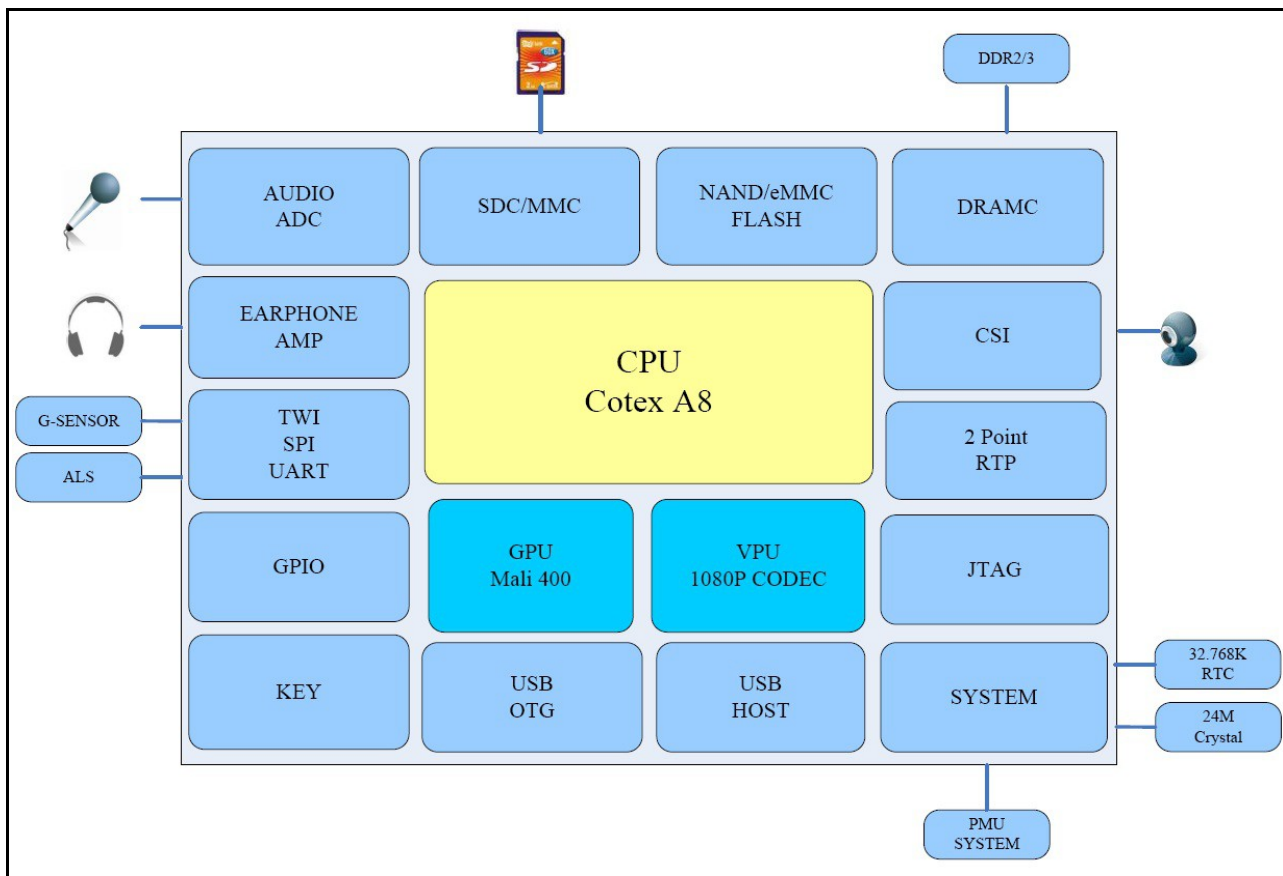 DDR2/3
SD
AUDIO
ADC
SDC/MMC
NAND/eMMC
FLASH
DRAMC
EARPHONE
AMP
CPU
Cotex A8
CSI
G-SENSOR
ALS
TWI
SPI
UART
2 Point
RTP
GPIO
GPU
Mali 400
VPU
1080P CODEC
JTAG
KEY
USB
OTG
USB
HOST
SYSTEM
32.768K
RTC
24M
Crystal
PMU
SYSTEM